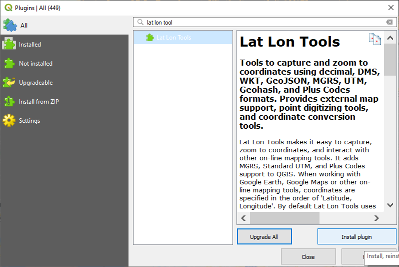 Plugins | All (449)
All
Installed
Not installed
Upgradeable
Install from ZIP
Settings
lat lon tool
Lat Lon Tools
Lat Lon Tools
Tools to capture and zoom to
coordinates using decimal, DMS,
WKT, GeoJSON, MGRS, UTM,
Geohash, and Plus Codes
formats. Provides external map
support, point digitizing tools,
and coordinate conversion
tools.
Lat Lon Tools makes it easy to capture,
zoom to coordinates, and interact with
other on-line mapping tools. It adds
MGRS, Standard UTM, and Plus Codes
support to QGIS. When working with
Google Earth, Google Maps or other on-
line mapping tools, coordinates are
specified in the order of 'Latitude,
Longitude'. By default Lat Lon Tools uses
Upgrade All
Install plugin
Close
Install,